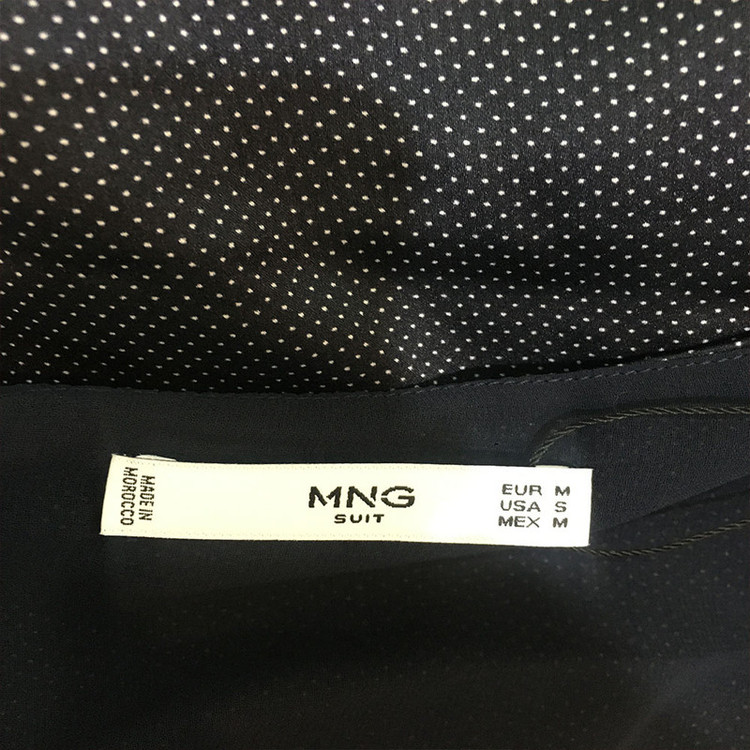 MADE IN
MOROCCO
MNG
SUIT
EUR M
USA S
MEX M